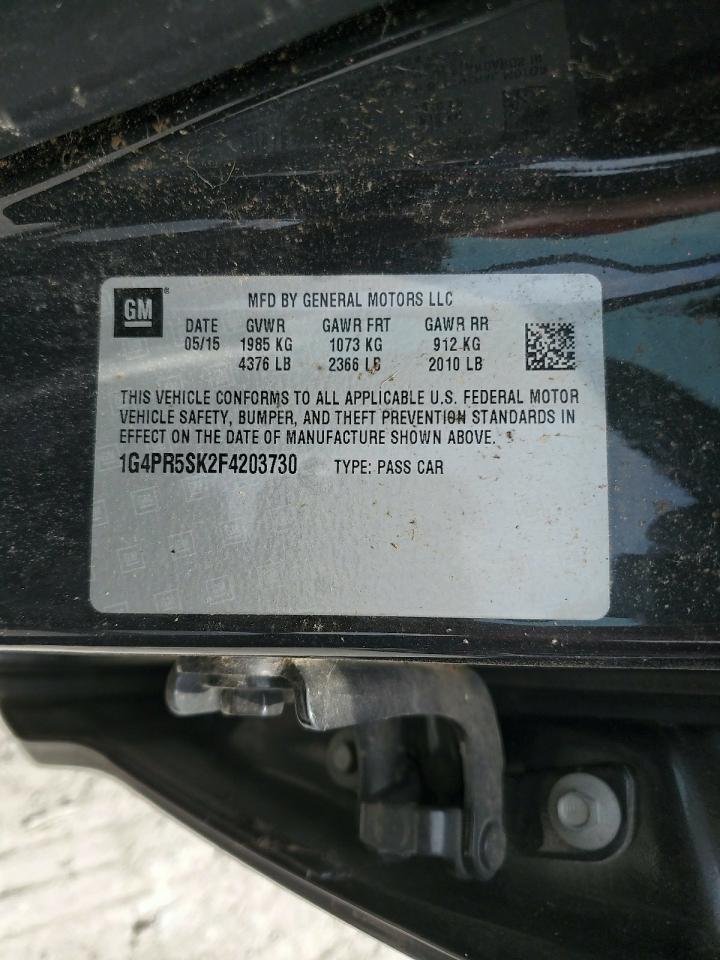 GM® MFD BY GENERAL MOTORS LLC
DATE GVWR GAWR FRT GAWR RR
05/15 1985 KG 1073 KG 912 KG
4376 LB 2366 LB 2010 LB
THIS VEHICLE CONFORMS TO ALL APPLICABLE U.S. FEDERAL MOTOR
VEHICLE SAFETY, BUMPER, AND THEFT PREVENTION STANDARDS IN
EFFECT ON THE DATE OF MANUFACTURE SHOWN ABOVE.
1G4PR5SK2F4203730 TYPE: PASS CAR